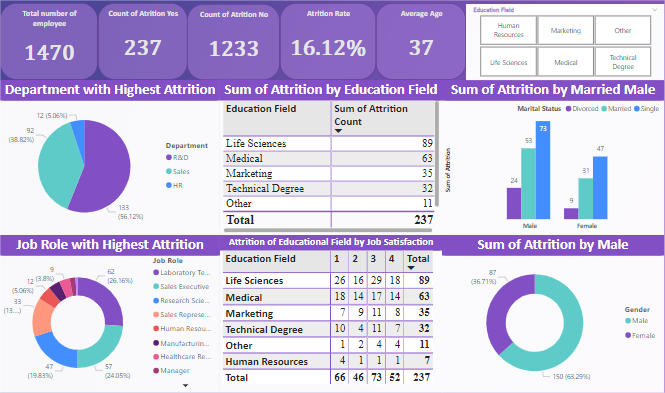 Total number of
employee
1470
Count of Attrition Yes
237
Count of Attrition No
1233
Atrition Rate
16.12%
Average Age
37
Education Field
Human
Resources
Marketing
Other
Life Sciences
Medical
Technical
Degree
Department with Highest Attrition
12 (5.06%)
92
(38.82%)
133
(56.12%)
Department
R&D
Sales
HR
Sum of Attrition by Education Field
Education Field Sum of Attrition
Count
Life Sciences 89
Medical 63
Marketing 35
Technical Degree 32
Other 11
Total 237
Sum of Attrition by Married Male
Marital Status Divorced Married Single
Sum of Attrition
24
53
73
9
31
47
Male
Female
Job Role with Highest Attrition
9
(3.8%)
12
(5.06%)
33
(13....)
47
(19.83%)
62
(26.16%)
57
(24.05%)
Job Role
Laboratory Te...
Sales Executive
Research Scie...
Sales Represe...
Human Resou...
Manufacturin...
Healthcare Re...
Manager
Attrition of Educational Field by Job Satisfaction
Education Field 1 2 3 4 Total
Life Sciences 26 16 29 18 89
Medical 18 14 17 14 63
Marketing 7 9 11 8 35
Technical Degree 10 4 11 7 32
Other 1 2 4 4 11
Human Resources 4 1 1 1 7
Total 66 46 73 52 237
Sum of Attrition by Male
87
(36.71%)
150 (63.29%)
Gender
Male
Female